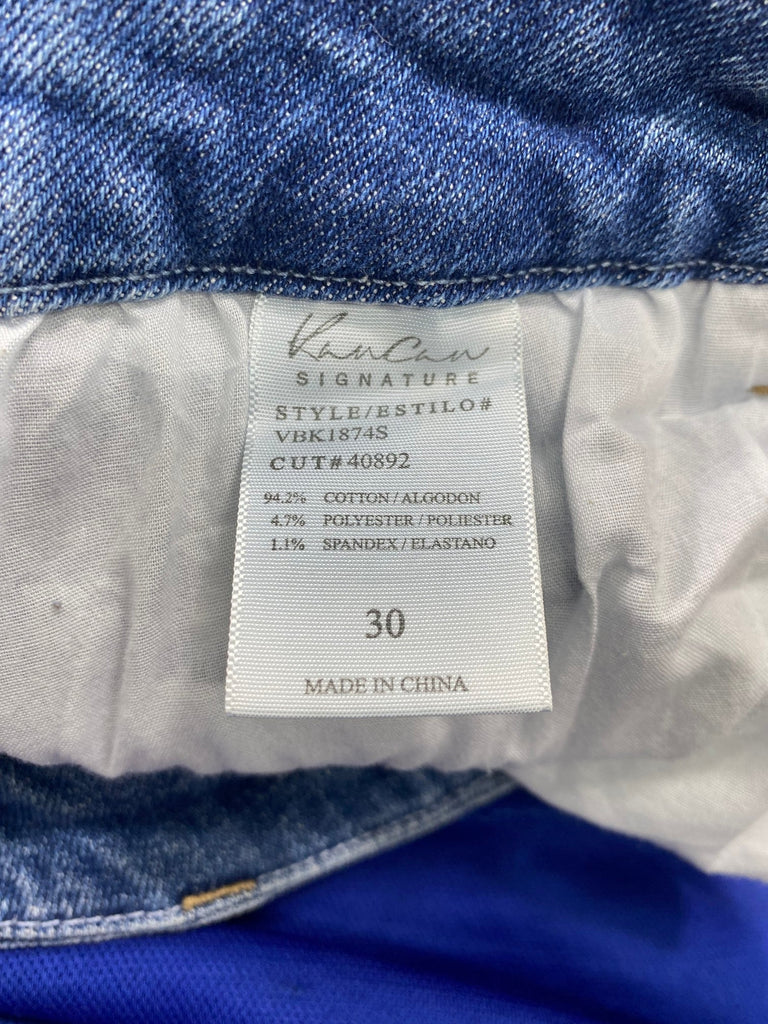 KanCan
SIGNATURE
STYLE/ESTILO#
VBK1874S
CUT#40892
94.2% COTTON / ALGODON
4.7% POLYESTER / POLIESTER
1.1% SPANDEX / ELASTANO
30
MADE IN CHINA